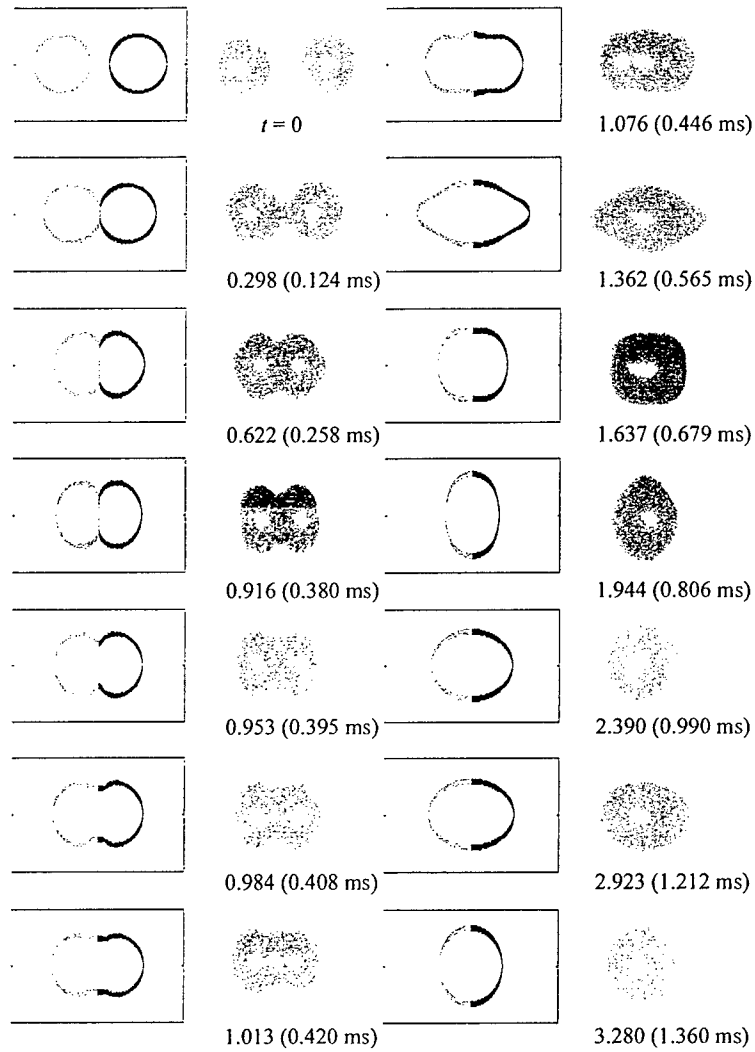 t = 0
1.076 (0.446 ms)
0.298 (0.124 ms)
1.362 (0.565 ms)
0.622 (0.258 ms)
1.637 (0.679 ms)
0.916 (0.380 ms)
1.944 (0.806 ms)
0.953 (0.395 ms)
2.390 (0.990 ms)
0.984 (0.408 ms)
2.923 (1.212 ms)
1.013 (0.420 ms)
3.280 (1.360 ms)